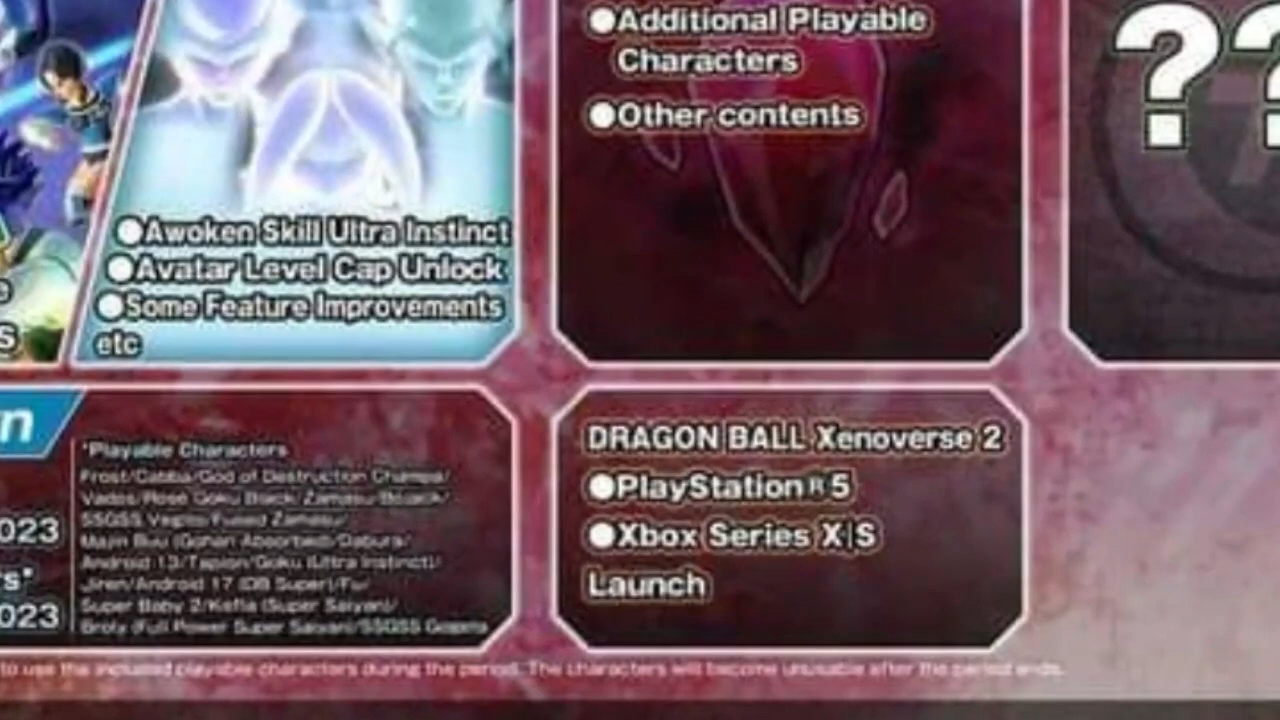 ●Additional Playable
Characters
●Other contents
??
●Awoken Skill Ultra Instinct
●Avatar Level Cap Unlock
●Some Feature Improvements
etc
e
s
n
2023
rs*
2023
*Playable Characters
Frost/Cabba/God of Destruction Champa/
Vados/Rosé Goku Black/Zamasu/Bojack/
SSGSS Vegito/Fused Zamasu/
Majin Buu (Gohan Absorbed)/Dabura/
Android 13/Tapion/Goku (Ultra Instinct)/
Jiren/Android 17 (DB Super)/Fu/
Super Baby 2/Kefla (Super Saiyan)/
Broly (Full Power Super Saiyan)/SSGSS Gogeta
DRAGON BALL Xenoverse 2
●PlayStation®5
●Xbox Series X|S
Launch
to use the included playable characters during the period. The characters will become unusable after the period ends.